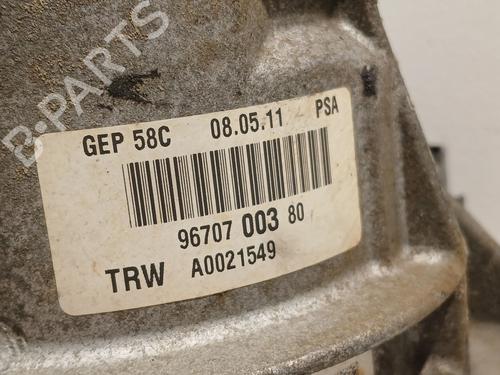 B-PARTS
GEP 58C 08.05.11 PSA
96707 003 80
TRW A0021549